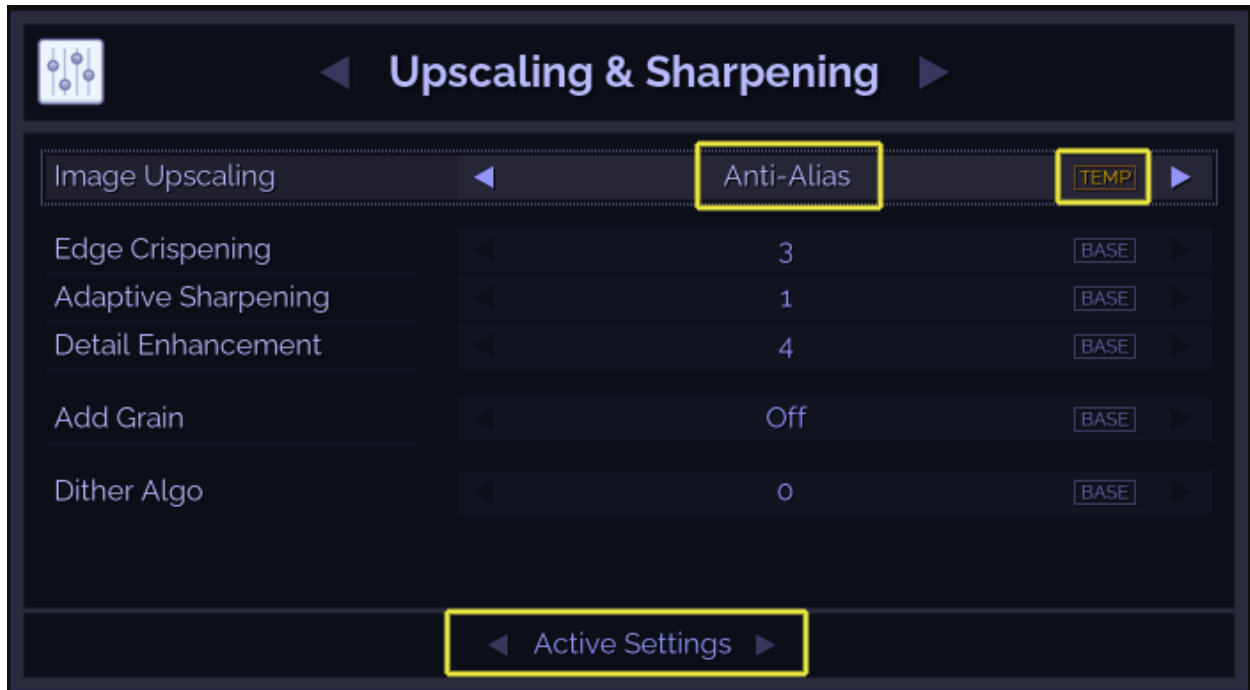 Upscaling & Sharpening
Image Upscaling Anti-Alias TEMP
Edge Crispening 3 BASE
Adaptive Sharpening 1 BASE
Detail Enhancement 4 BASE
Add Grain Off BASE
Dither Algo 0 BASE
Active Settings